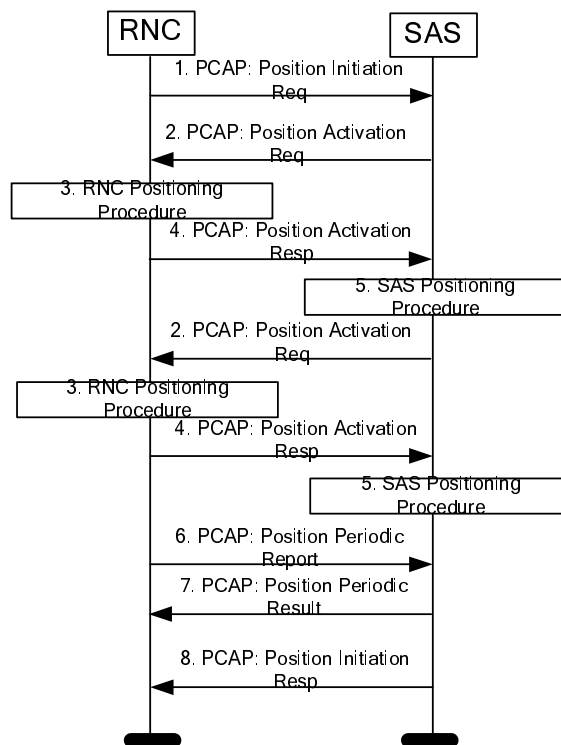 RNC
SAS
1. PCAP: Position Initiation
Req
2. PCAP: Position Activation
Req
3. RNC Positioning
Procedure
4. PCAP: Position Activation
Resp
5. SAS Positioning
Procedure
2. PCAP: Position Activation
Req
3. RNC Positioning
Procedure
4. PCAP: Position Activation
Resp
5. SAS Positioning
Procedure
6. PCAP: Position Periodic
Report
7. PCAP: Position Periodic
Result
8. PCAP: Position Initiation
Resp